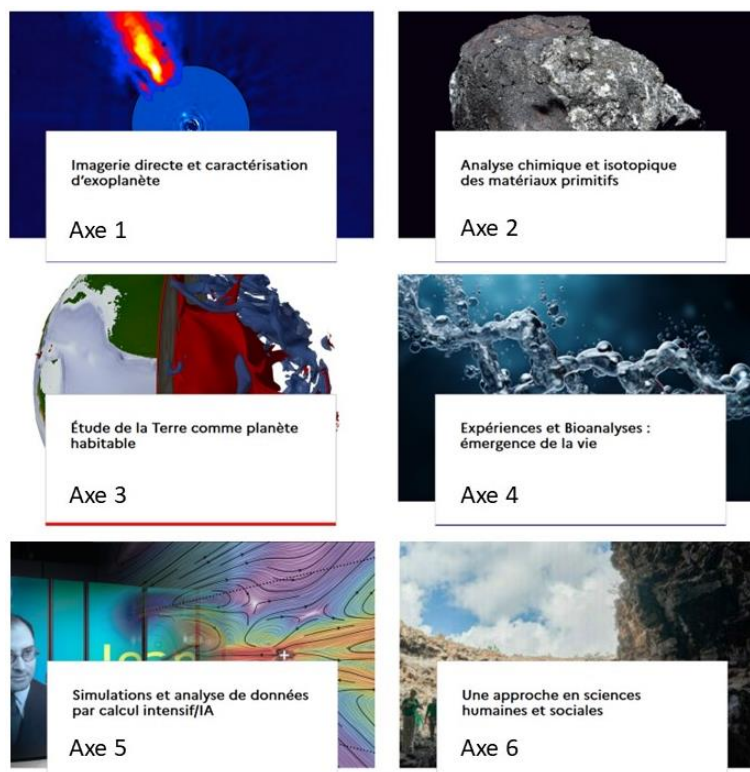 Imagerie directe et caractérisation
d'exoplanète
Axe 1
Analyse chimique et isotopique
des matériaux primitifs
Axe 2
Étude de la Terre comme planète
habitable
Axe 3
Expériences et Bioanalyses :
émergence de la vie
Axe 4
Jean
Simulations et analyse de données
par calcul intensif/IA
Axe 5
Une approche en sciences
humaines et sociales
Axe 6